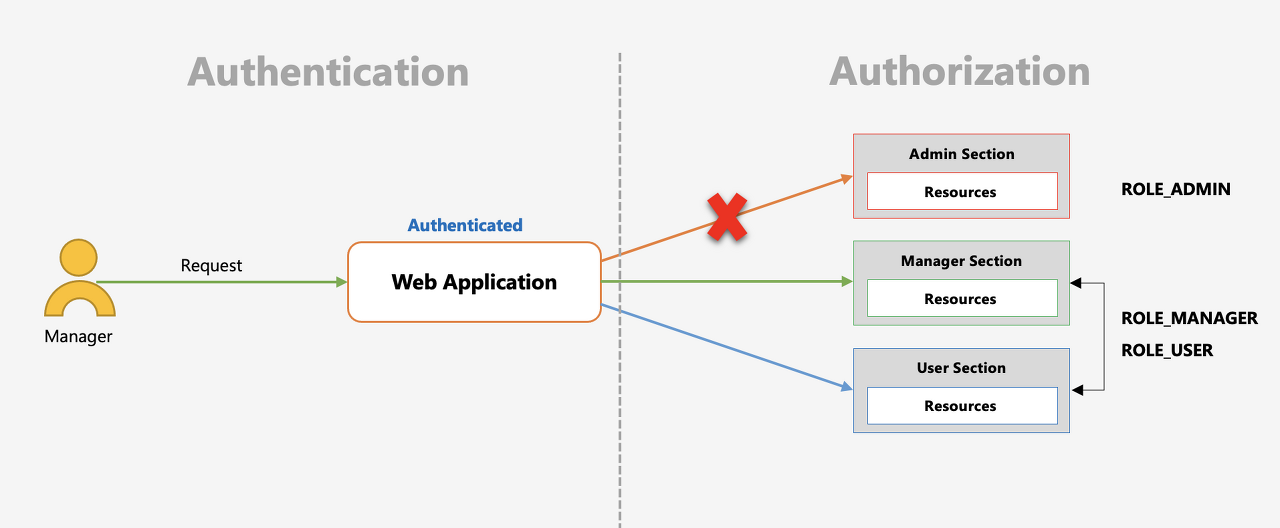 Authentication
Authorization
Admin Section
Resources
ROLE_ADMIN
Authenticated
Request
Web Application
Manager
Manager Section
Resources
ROLE_MANAGER
ROLE_USER
User Section
Resources